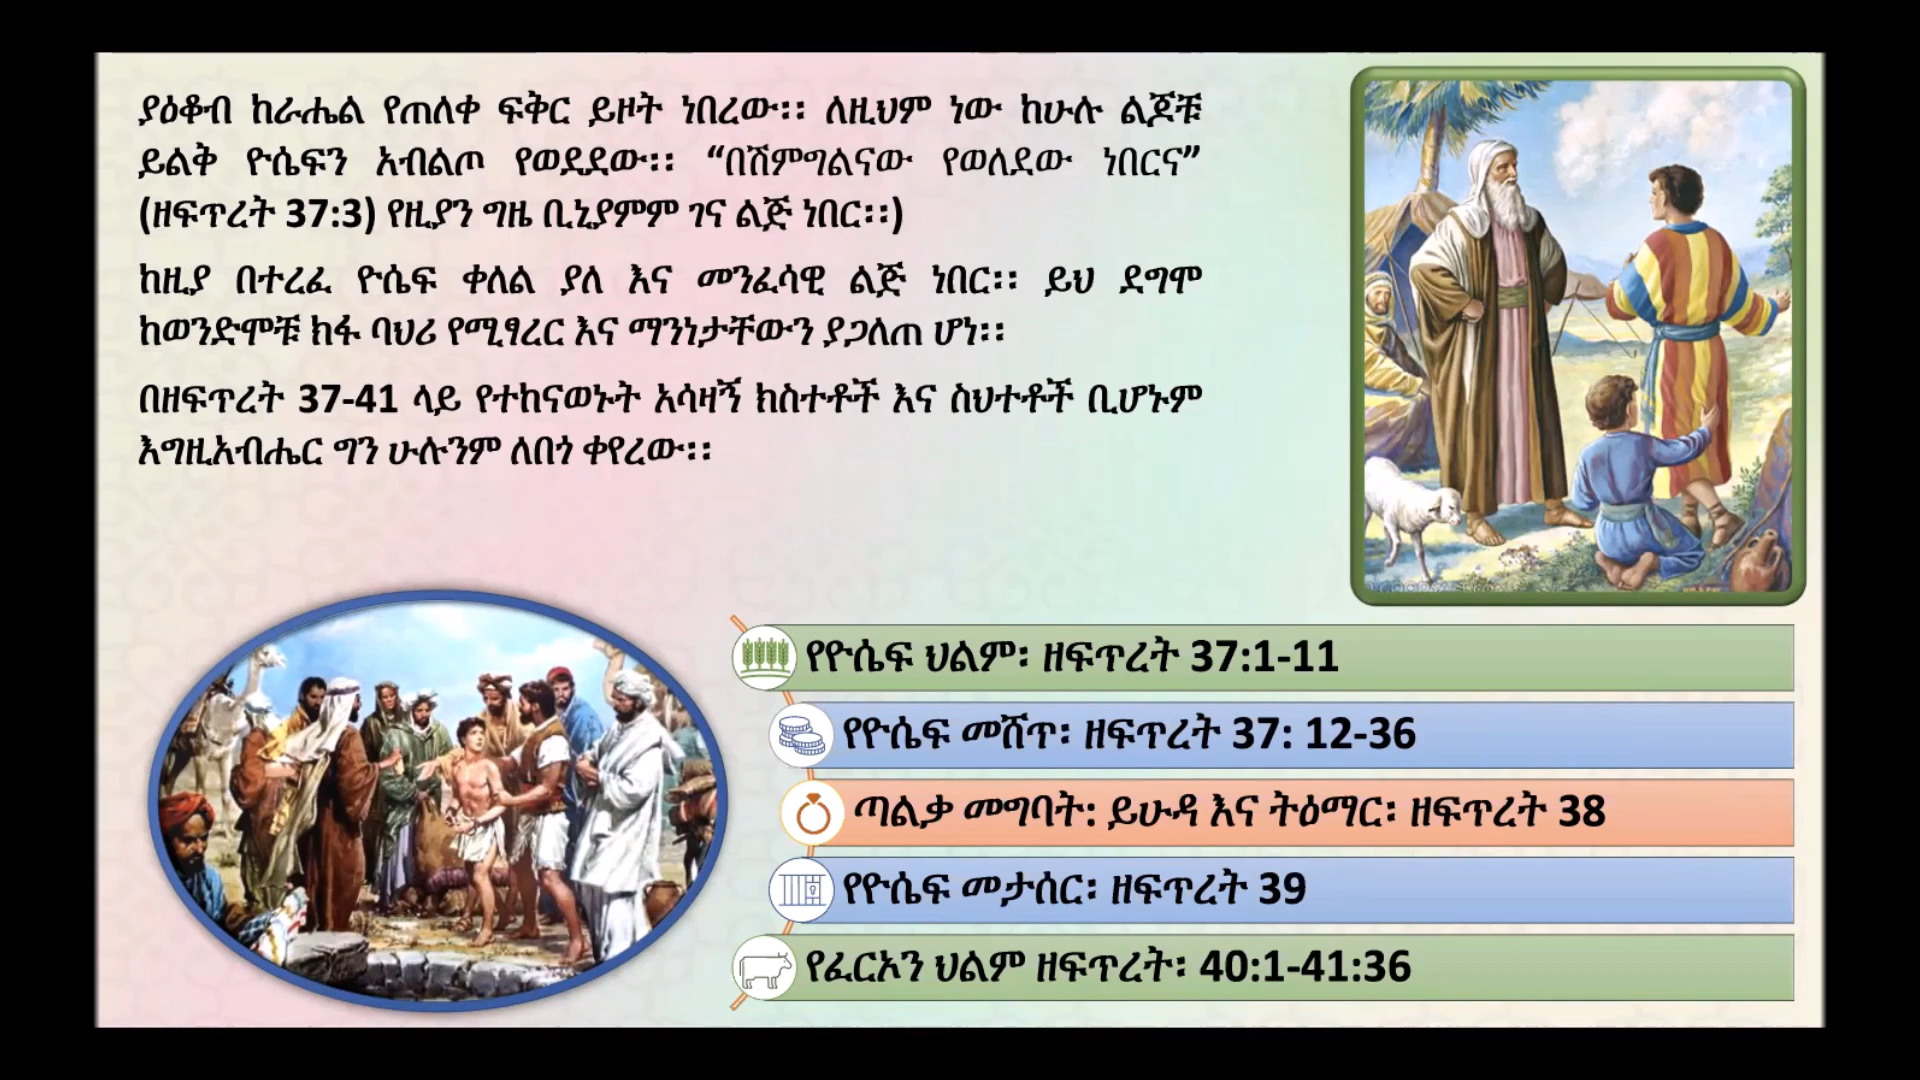 ያዕቆብ ከራሔል የጠለቀ ፍቅር ይዞት ነበረው፡፡ ለዚህም ነው ከሁሉ ልጆቹ
ይልቅ ዮሴፍን አብልጦ የወደደው፡፡ “በሽምግልናው የወለደው ነበርና”
(ዘፍጥረት 37:3) የዚያን ግዜ ቢኒያምም ገና ልጅ ነበር፡፡)
ከዚያ በተረፈ ዮሴፍ ቀለል ያለ እና መንፈሳዊ ልጅ ነበር፡፡ ይህ ደግሞ
ከወንድሞቹ ክፋ ባህሪ የሚፃረር እና ማንነታቸውን ያጋለጠ ሆነ፡፡
በዘፍጥረት 37-41 ላይ የተከናወኑት አሳዛኝ ክስተቶች እና ስህተቶች ቢሆኑም
እግዚአብሔር ግን ሁሉንም ለበጎ ቀየረው፡፡
የዮሴፍ ህልም፡ ዘፍጥረት 37:1-11
የዮሴፍ መሸጥ፡ ዘፍጥረት 37: 12-36
ጣልቃ መግባት: ይሁዳ እና ትዕማር፡ ዘፍጥረት 38
የዮሴፍ መታሰር፡ ዘፍጥረት 39
የፈርኦን ህልም ዘፍጥረት፡ 40:1-41:36